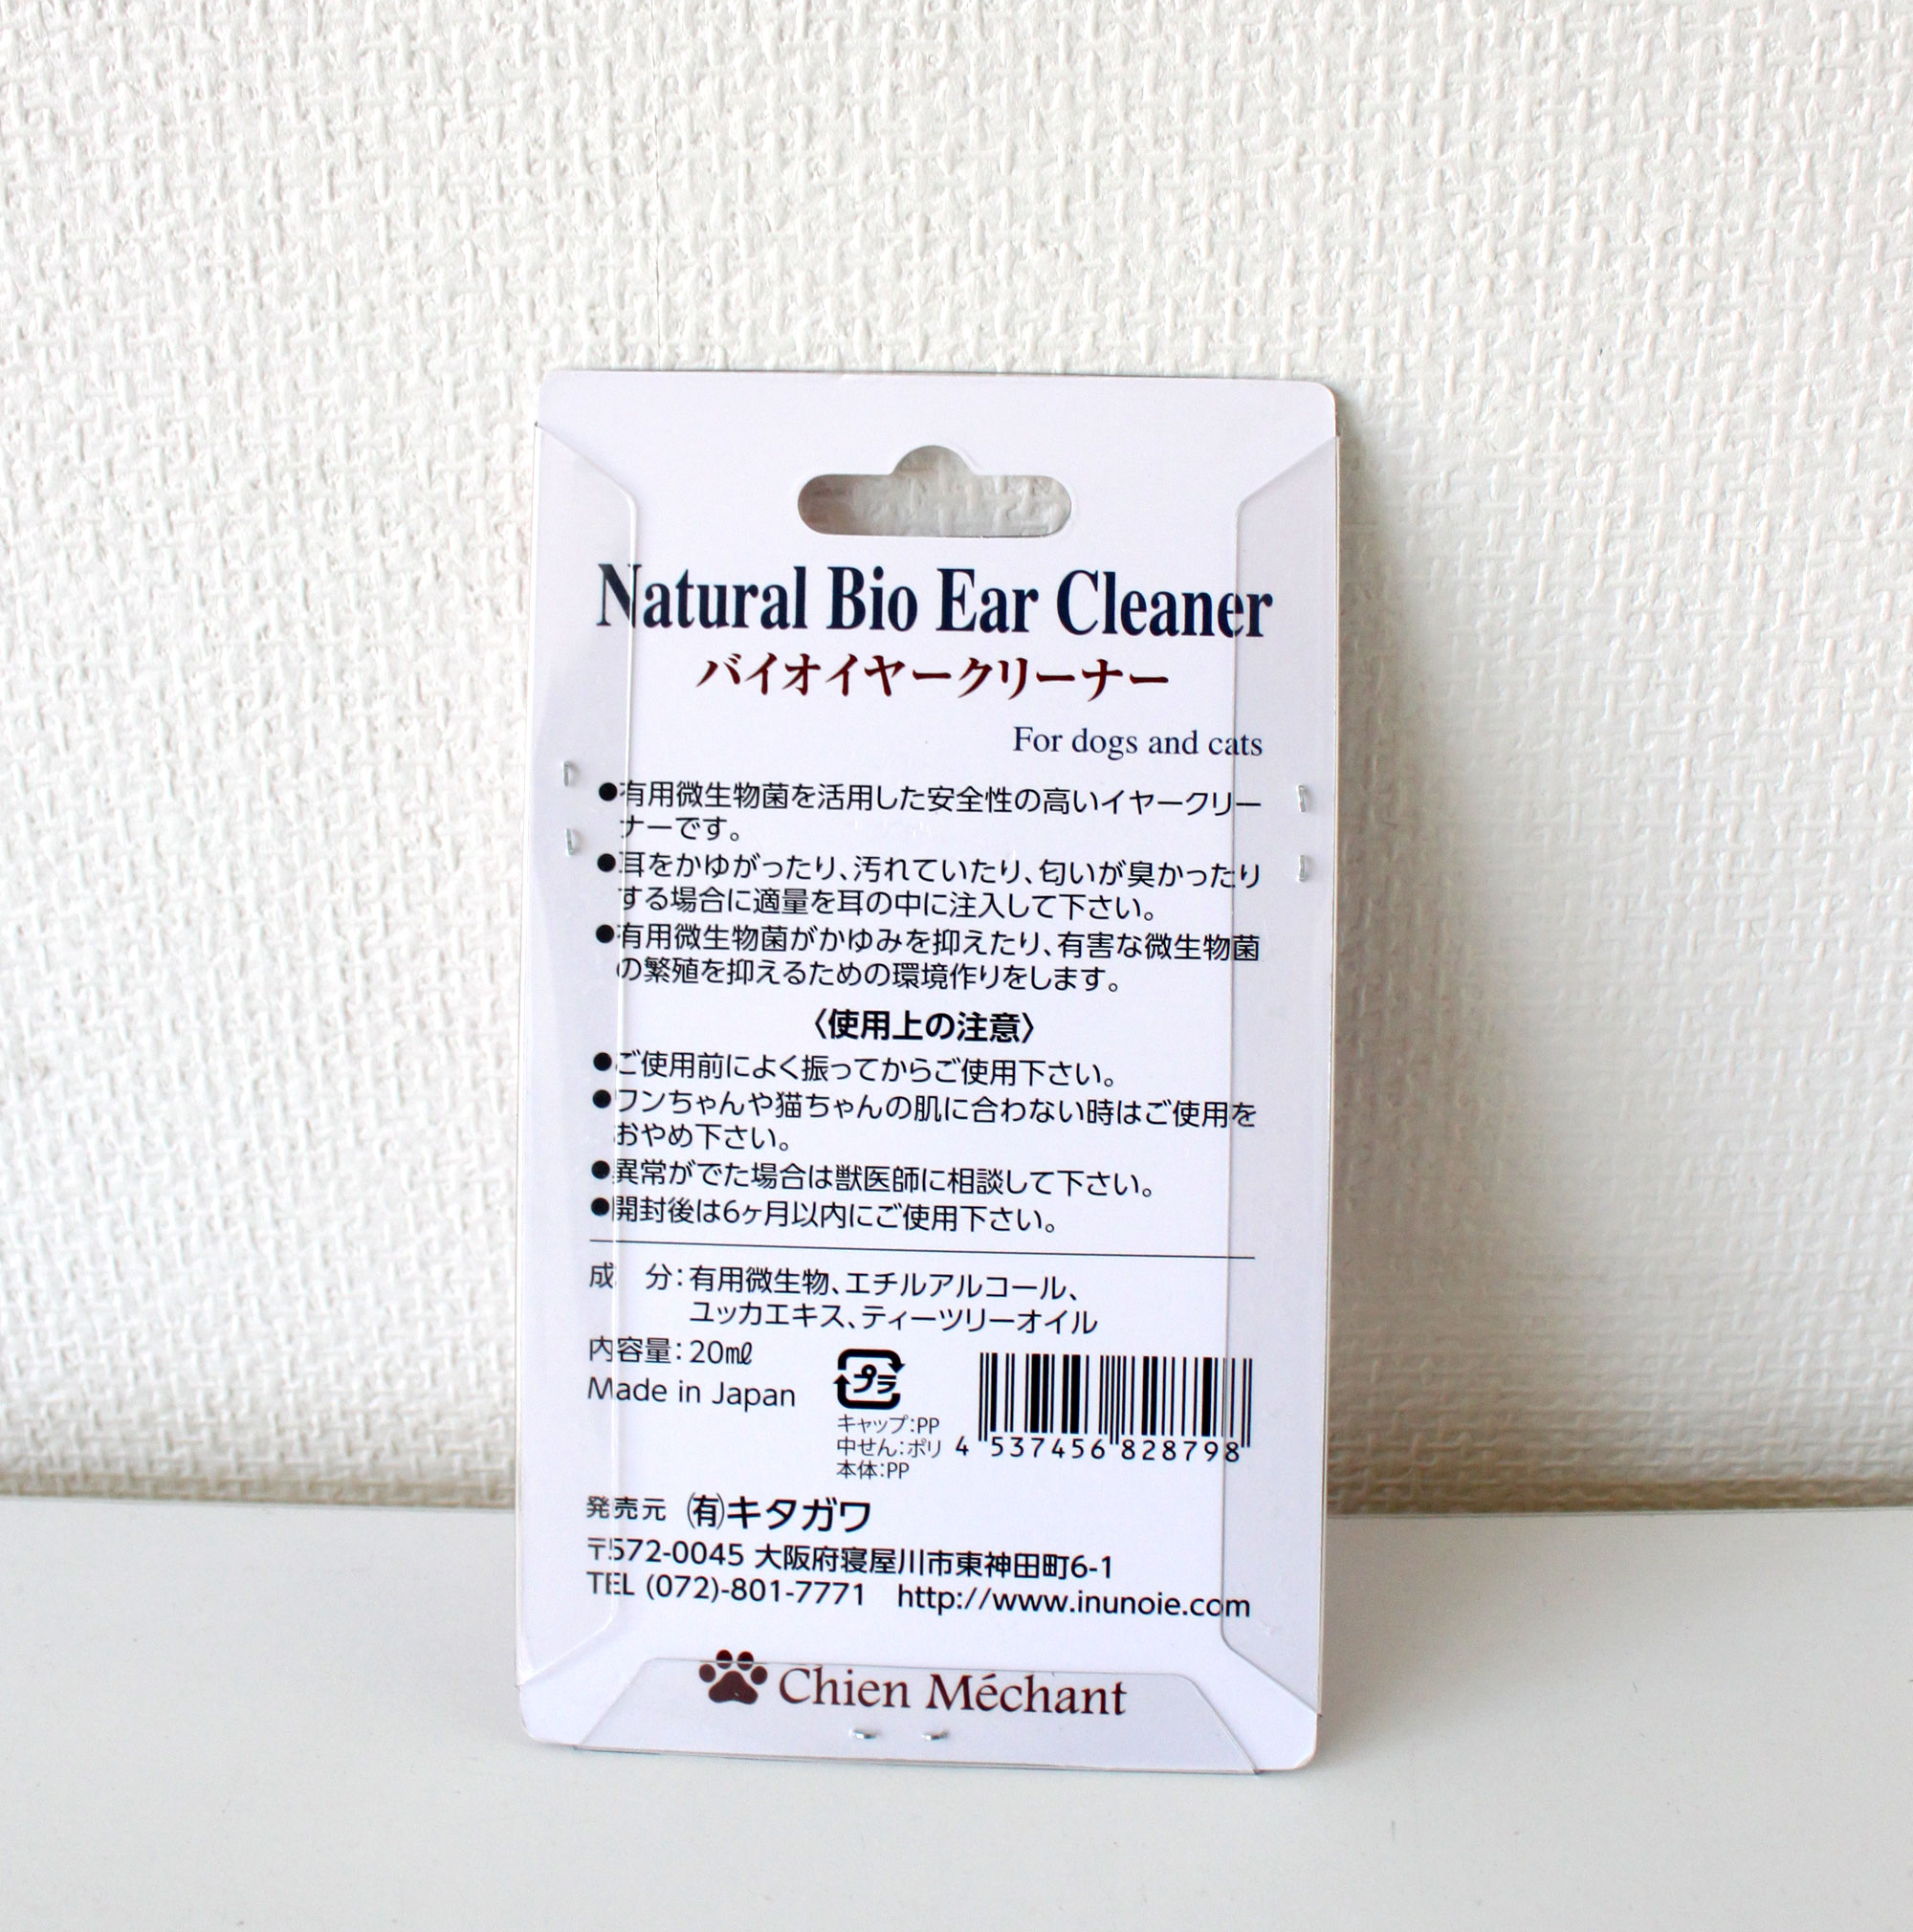 Natural Bio Ear Cleaner
バイオイヤークリーナー
For dogs and cats
●有用微生物菌を活用した安全性の高いイヤークリー
ナーです。
●耳をかゆがったり、汚れていたり、匂いが臭かったり
する場合に適量を耳の中に注入して下さい。
●有用微生物菌がかゆみを抑えたり、有害な微生物菌
の繁殖を抑えるための環境作りをします。
〈使用上の注意〉
●ご使用前によく振ってからご使用下さい。
●ワンちゃんや猫ちゃんの肌に合わない時はご使用を
おやめ下さい。
●異常がでた場合は獣医師に相談して下さい。
●開封後は6ヶ月以内にご使用下さい。
成　分：有用微生物、エチルアルコール、
ユッカエキス、ティーツリーオイル
内容量：20㎖
Made in Japan
プラ
キャップ：PP
中せん：ポリ
本体：PP
4 537456 828798
発売元 ㈲キタガワ
〒572-0045 大阪府寝屋川市東神田町6-1
TEL (072)-801-7771　http://www.inunoie.com
Chien Méchant